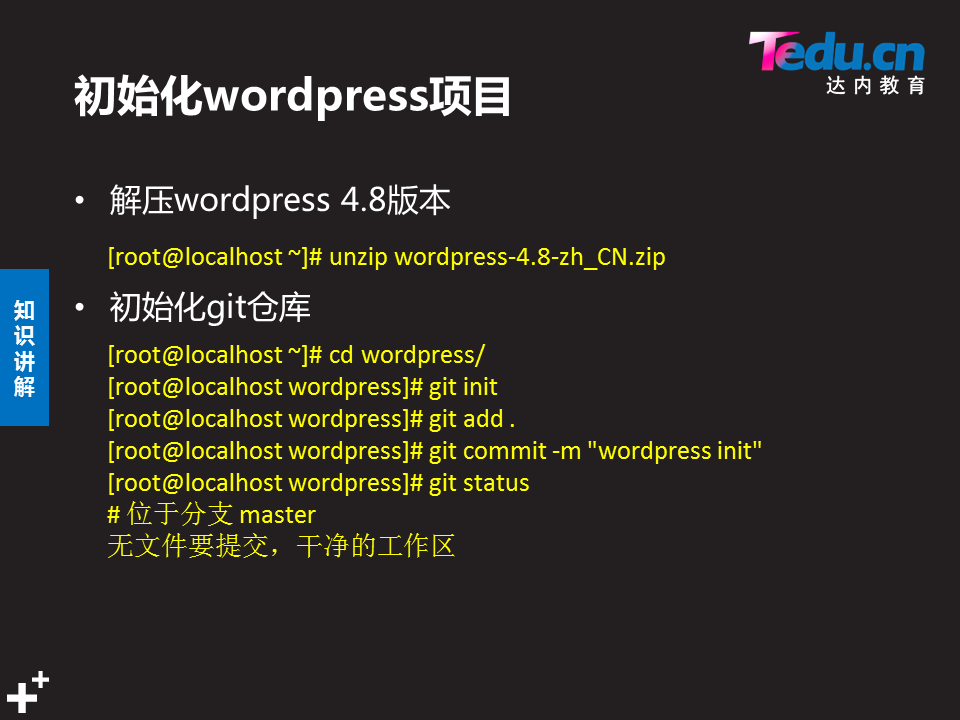 Tedu.cn
达内教育
初始化wordpress项目
• 解压wordpress 4.8版本
[root@localhost ~]# unzip wordpress-4.8-zh_CN.zip
• 初始化git仓库
[root@localhost ~]# cd wordpress/
[root@localhost wordpress]# git init
[root@localhost wordpress]# git add .
[root@localhost wordpress]# git commit -m "wordpress init"
[root@localhost wordpress]# git status
# 位于分支 master
无文件要提交，干净的工作区
知识讲解